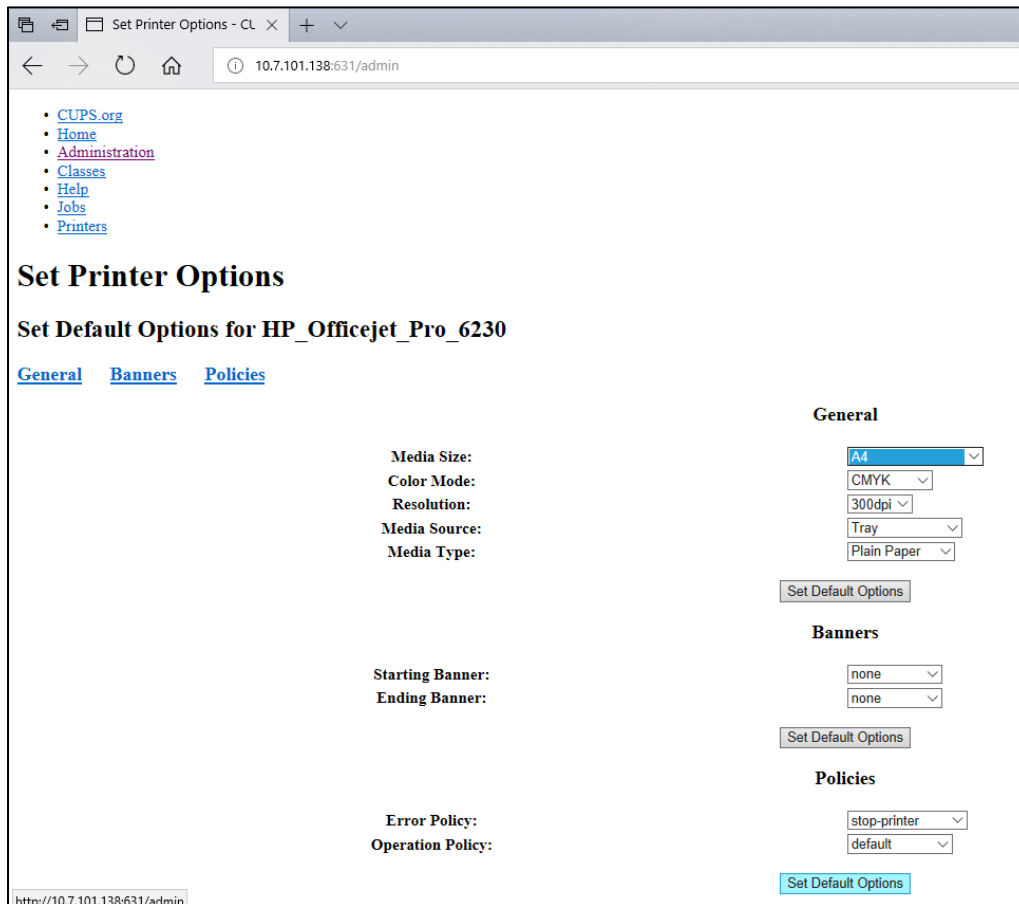 Set Printer Options - CU
10.7.101.138:631/admin
CUPS.org
Home
Administration
Classes
Help
Jobs
Printers
Set Printer Options
Set Default Options for HP_Officejet_Pro_6230
General Banners Policies
General
Media Size: A4
Color Mode: CMYK
Resolution: 300dpi
Media Source: Tray
Media Type: Plain Paper
Set Default Options
Banners
Starting Banner: none
Ending Banner: none
Set Default Options
Policies
Error Policy: stop-printer
Operation Policy: default
Set Default Options
http://10.7.101.138:631/admin